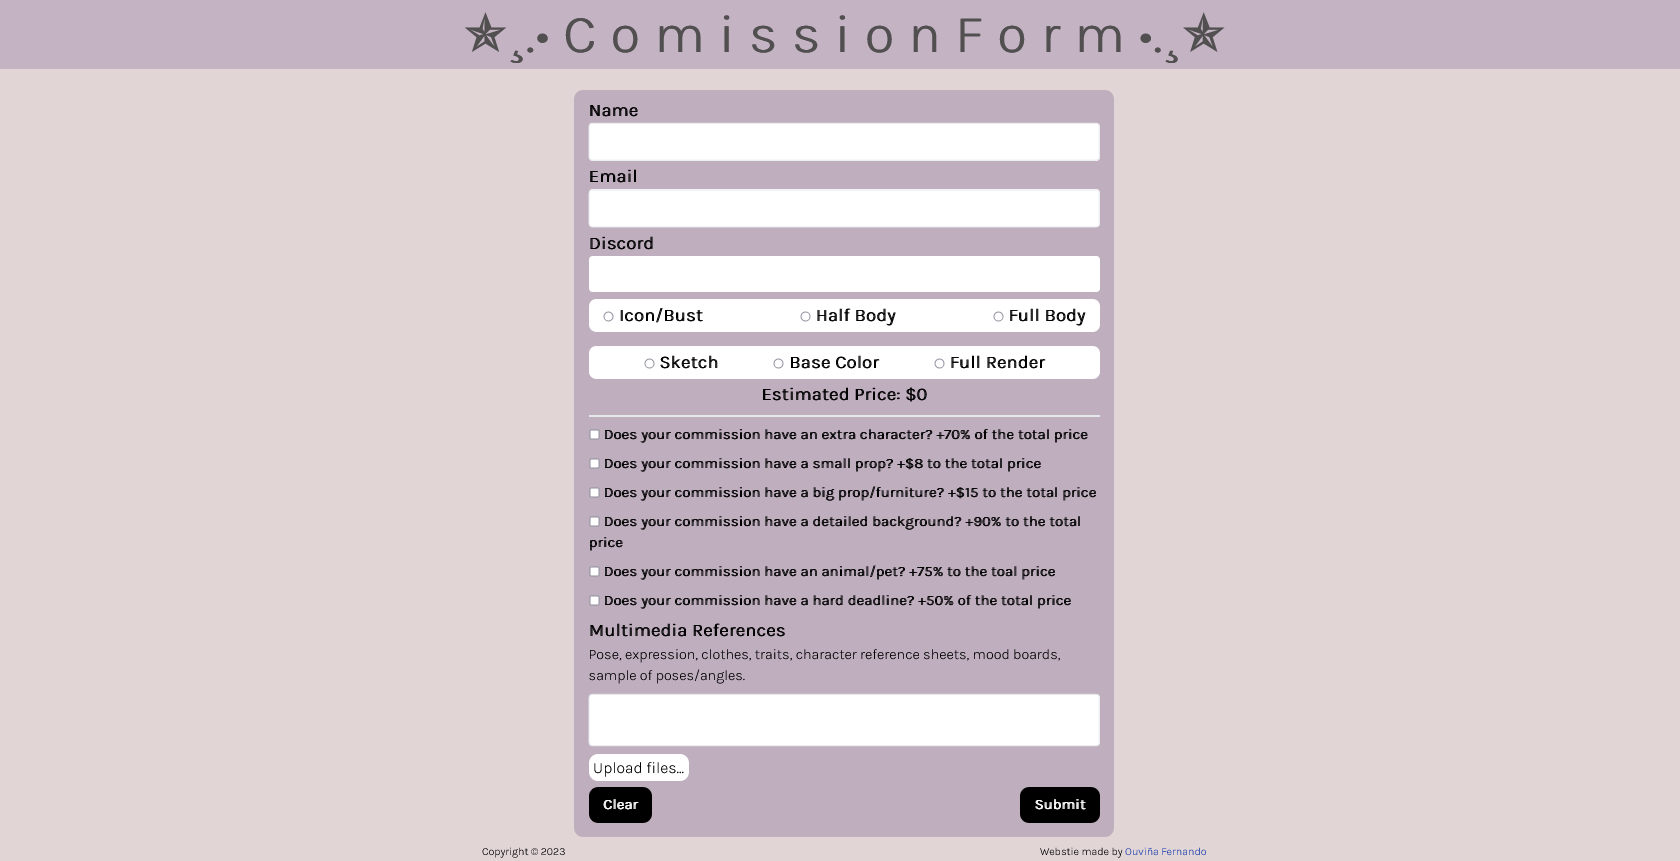 ✯¸.• C o m i s s i o n F o r m •.¸✯
Name
Email
Discord
Icon/Bust Half Body Full Body
Sketch Base Color Full Render
Estimated Price: $0
Does your commission have an extra character? +70% of the total price
Does your commission have a small prop? +$8 to the total price
Does your commission have a big prop/furniture? +$15 to the total price
Does your commission have a detailed background? +90% to the total
price
Does your commission have an animal/pet? +75% to the toal price
Does your commission have a hard deadline? +50% of the total price
Multimedia References
Pose, expression, clothes, traits, character reference sheets, mood boards,
sample of poses/angles.
Upload files...
Clear Submit
Copyright © 2023 Webstie made by Ouviña Fernando